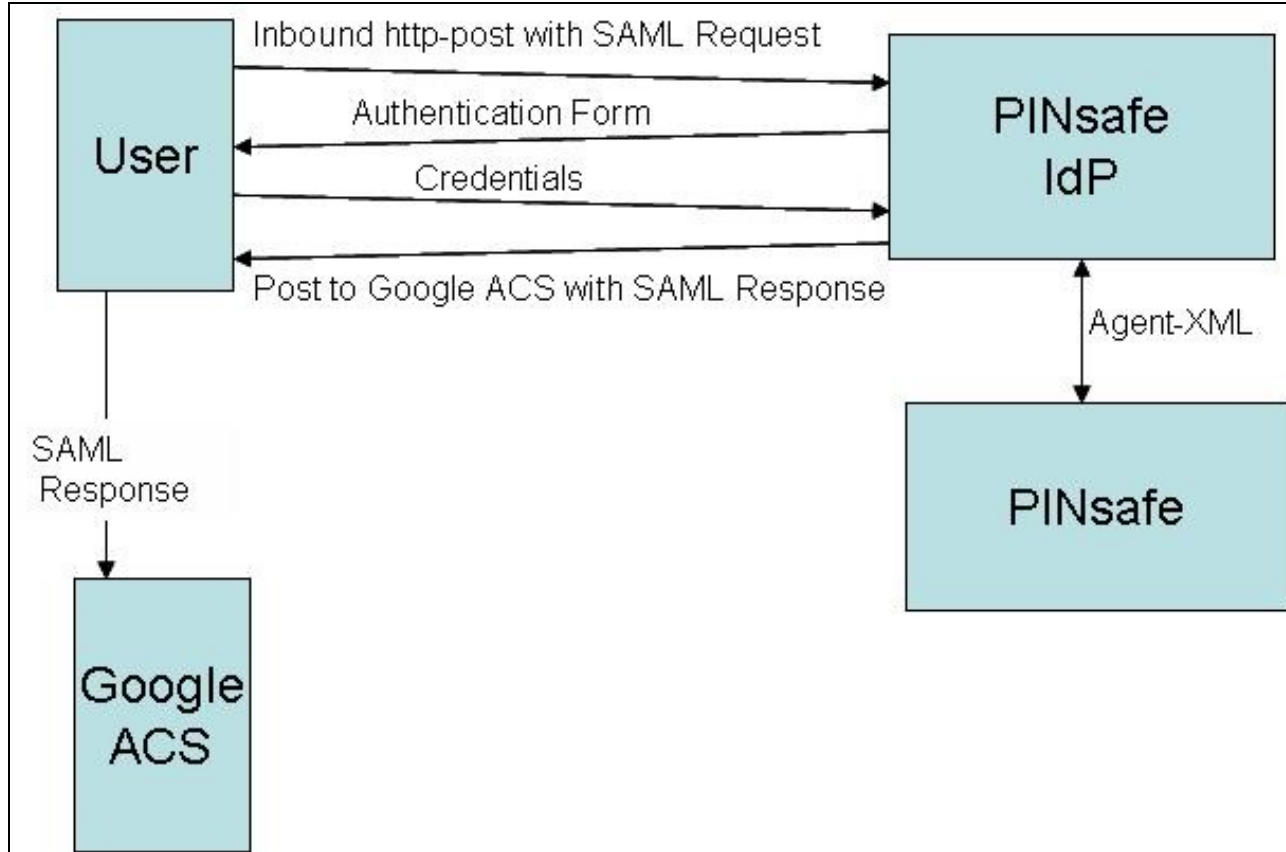 Inbound http-post with SAML Request
Authentication Form
User
PINsafe
IdP
Credentials
Post to Google ACS with SAML Response
Agent-XML
SAML
Response
PINsafe
Google
ACS